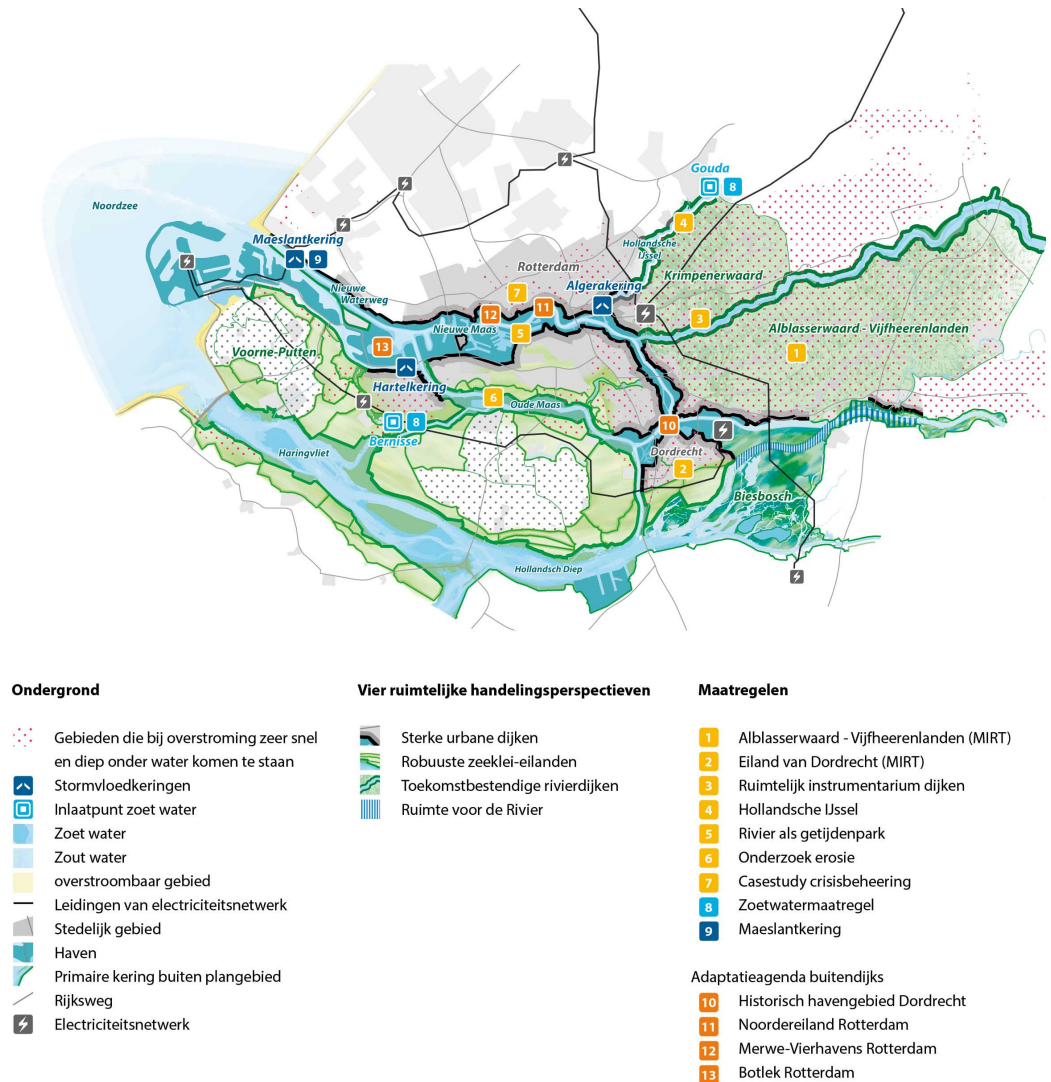 Gouda
8
Noordzee
4
Maeslantkering
9
Hollandsche
IJssel
Rotterdam
Krimpenerwaard
Algerakering
Nieuwe
Waterweg
7
11
12
3
Nieuwe Maas
5
Alblasserwaard - Vijfheerenlanden
13
1
Voorne-Putten
Hartelkering
6
Oude Maas
8
10
Bernisse
Haringvliet
Dordrecht
2
Biesbosch
Hollandsch Diep
Ondergrond
Gebieden die bij overstroming zeer snel
en diep onder water komen te staan
Stormvloedkeringen
Inlaatpunt zoet water
Zoet water
Zout water
overstroombaar gebied
Leidingen van electriciteitsnetwerk
Stedelijk gebied
Haven
Primaire kering buiten plangebied
Rijksweg
Electriciteitsnetwerk
Vier ruimtelijke handelingsperspectieven
Sterke urbane dijken
Robuuste zeeklei-eilanden
Toekomstbestendige rivierdijken
Ruimte voor de Rivier
Maatregelen
1 Alblasserwaard - Vijfheerenlanden (MIRT)
2 Eiland van Dordrecht (MIRT)
3 Ruimtelijk instrumentarium dijken
4 Hollandsche IJssel
5 Rivier als getijdenpark
6 Onderzoek erosie
7 Casestudy crisisbeheering
8 Zoetwatermaatregel
9 Maeslantkering
Adaptatieagenda buitendijks
10 Historisch havengebied Dordrecht
11 Noordereiland Rotterdam
12 Merwe-Vierhavens Rotterdam
13 Botlek Rotterdam